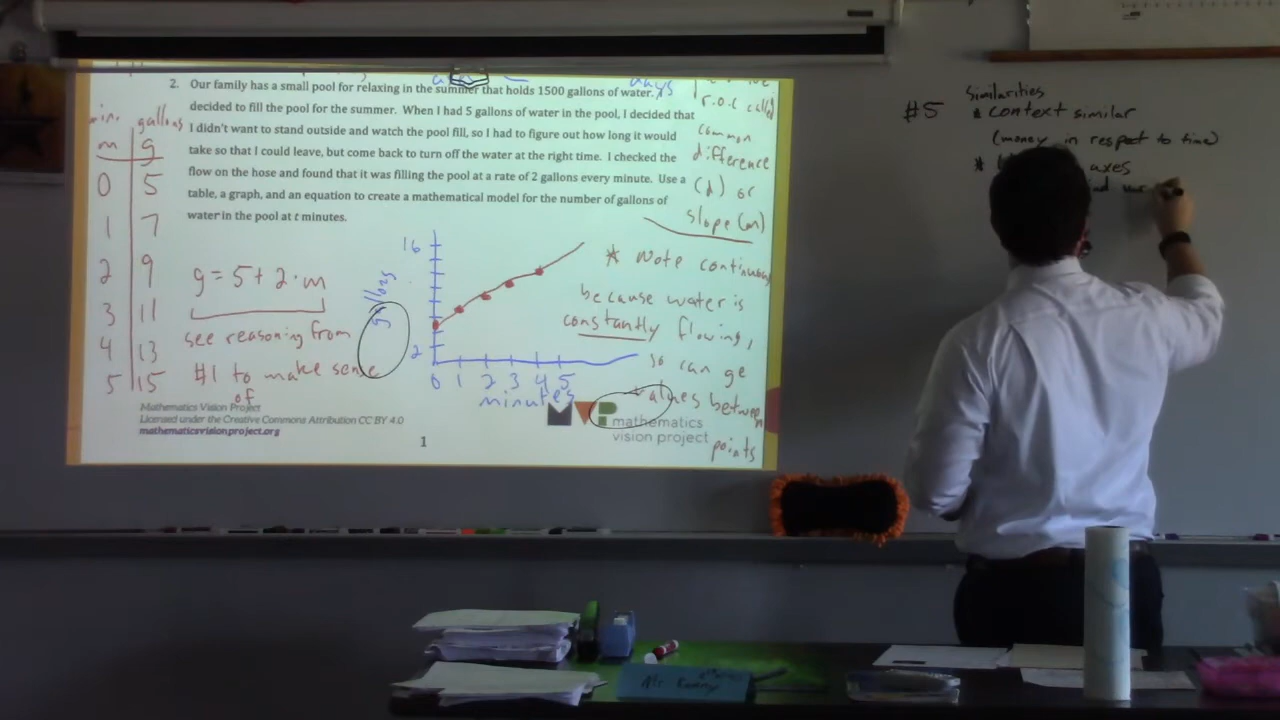 2. Our family has a small pool for relaxing in the summer that holds 1500 gallons of water. I
decided to fill the pool for the summer. When I had 5 gallons of water in the pool, I decided that
I didn't want to stand outside and watch the pool fill, so I had to figure out how long it would
take so that I could leave, but come back to turn off the water at the right time. I checked the
flow on the hose and found that it was filling the pool at a rate of 2 gallons every minute. Use a
table, a graph, and an equation to create a mathematical model for the number of gallons of
water in the pool at t minutes.
days
r.o.c called
common
difference
(d) or
slope (m)
min. gallons
m g
0 5
1 7
2 9
3 11
4 13
5 15
g = 5 + 2 · m
see reasoning from
#1 to make sense
of
16
gallons
2
0 1 2 3 4 5
minutes
* Note continuous
because water is
constantly flowing,
so can ge
values between
points
Mathematics Vision Project
Licensed under the Creative Commons Attribution CC BY 4.0
mathematicsvisionproject.org
1
mathematics
vision project
#5 Similarities
* context similar
(money in respect to time)
* axes